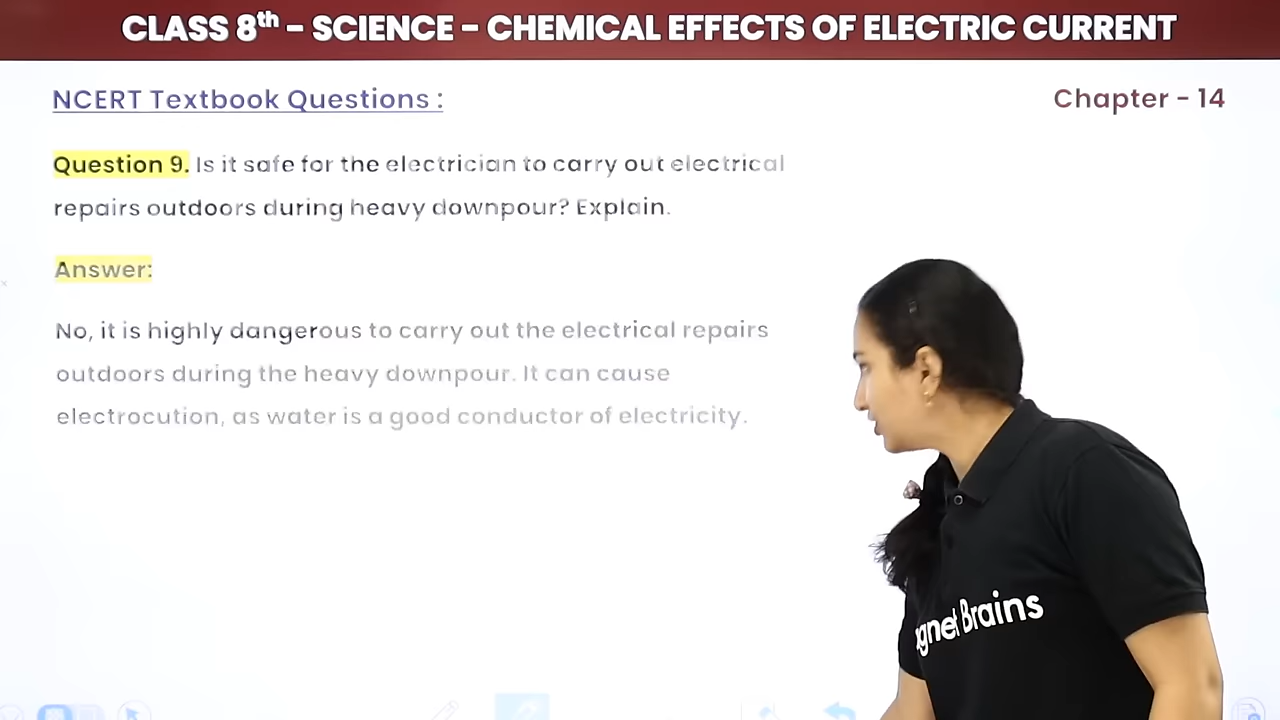 CLASS 8th - SCIENCE - CHEMICAL EFFECTS OF ELECTRIC CURRENT
NCERT Textbook Questions :
Chapter - 14
Question 9. Is it safe for the electrician to carry out electrical
repairs outdoors during heavy downpour? Explain.
Answer:
No, it is highly dangerous to carry out the electrical repairs
outdoors during the heavy downpour. It can cause
electrocution, as water is a good conductor of electricity.
gnet Brains